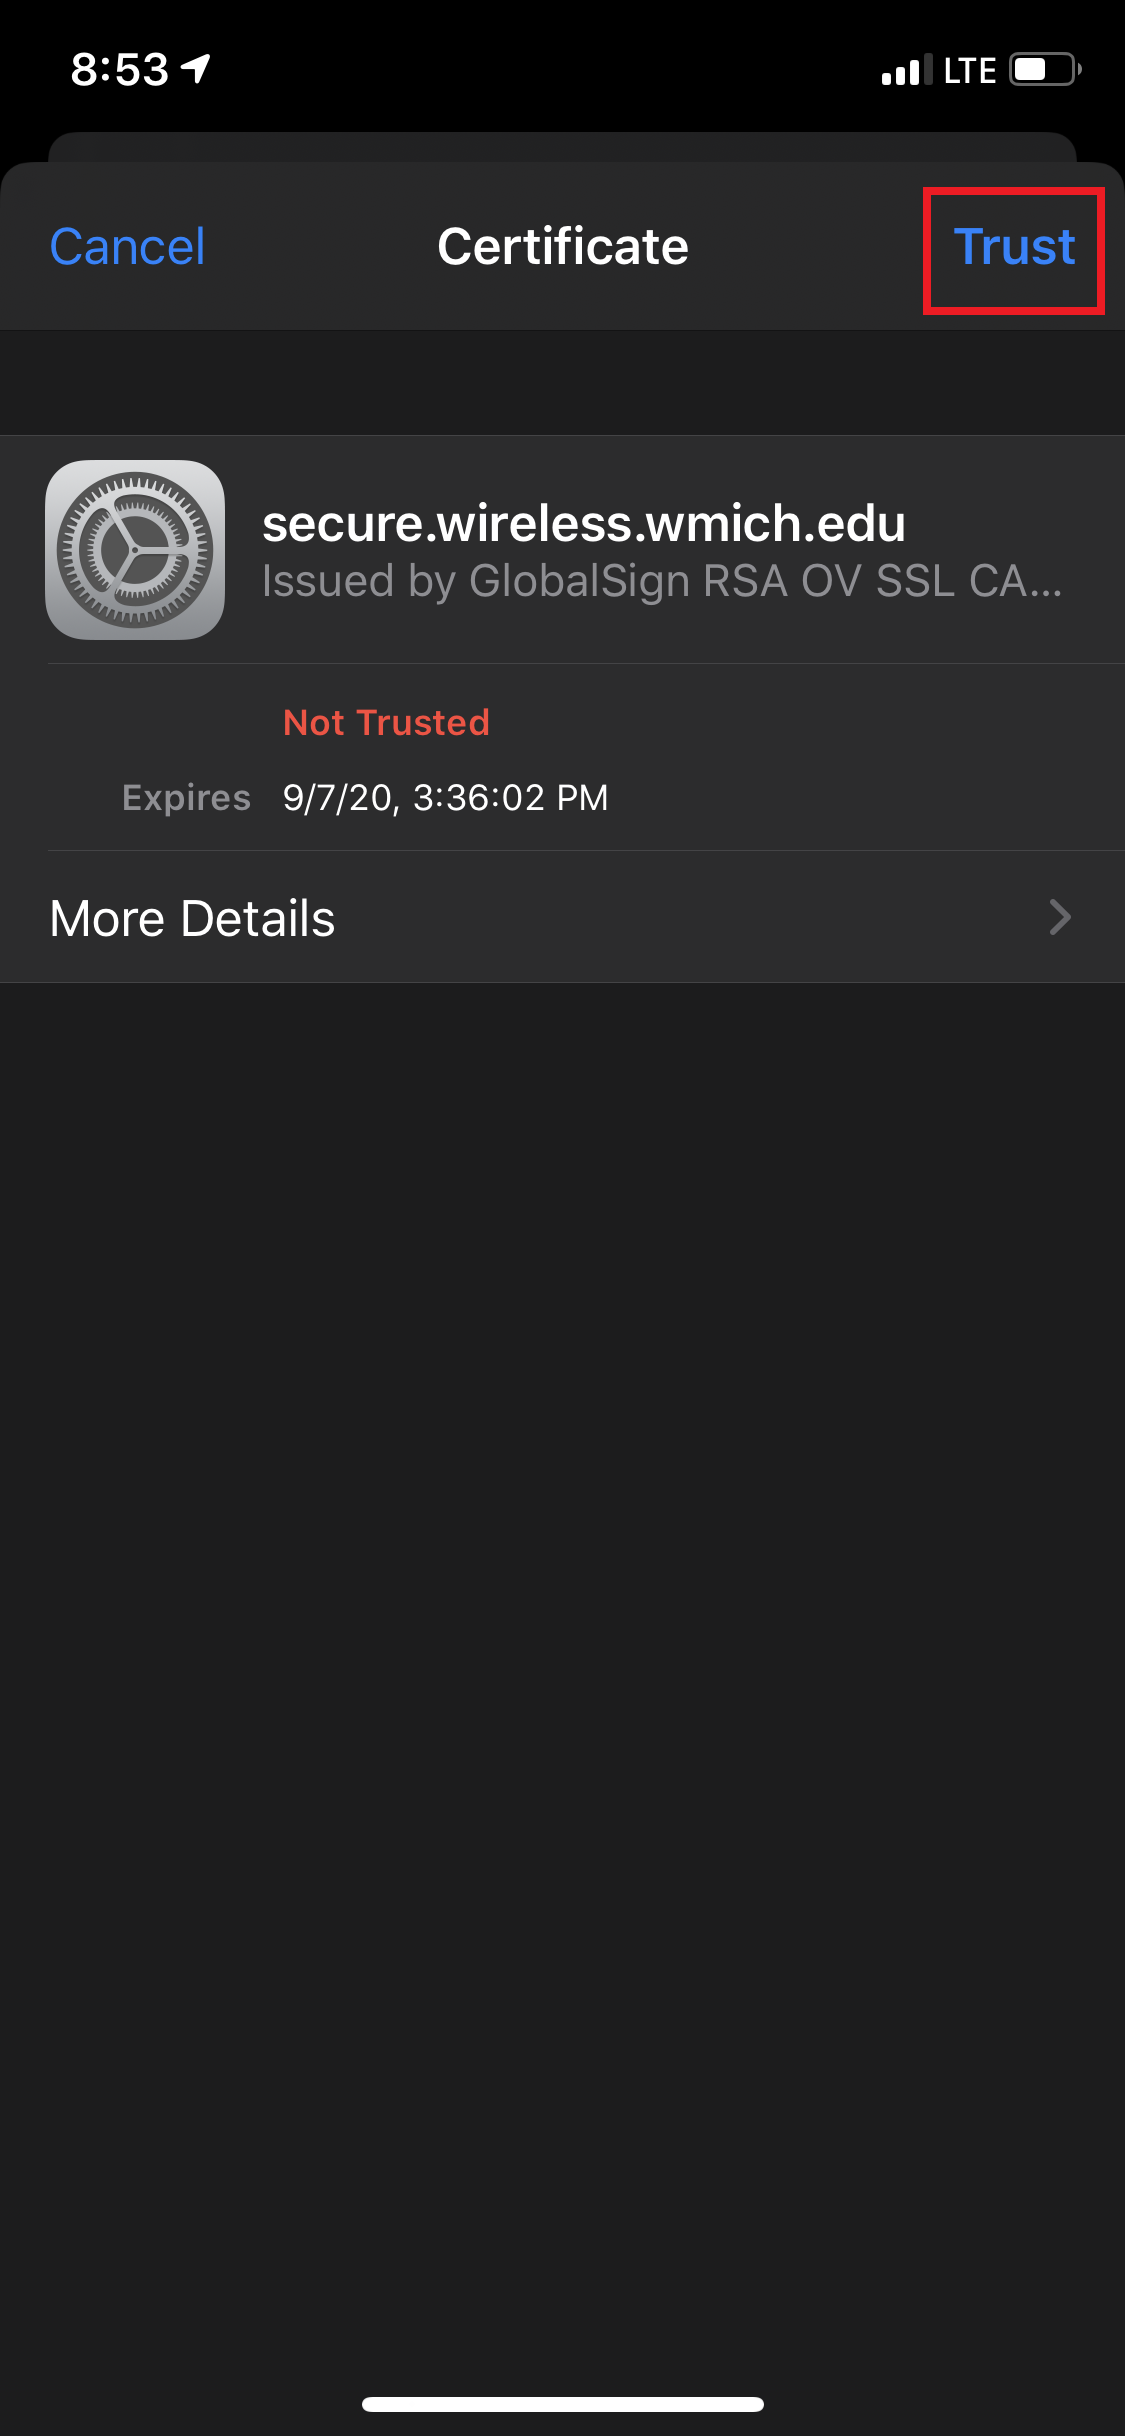 8:53
LTE
Cancel
Certificate
Trust
secure.wireless.wmich.edu
Issued by GlobalSign RSA OV SSL CA...
Not Trusted
Expires 9/7/20, 3:36:02 PM
More Details